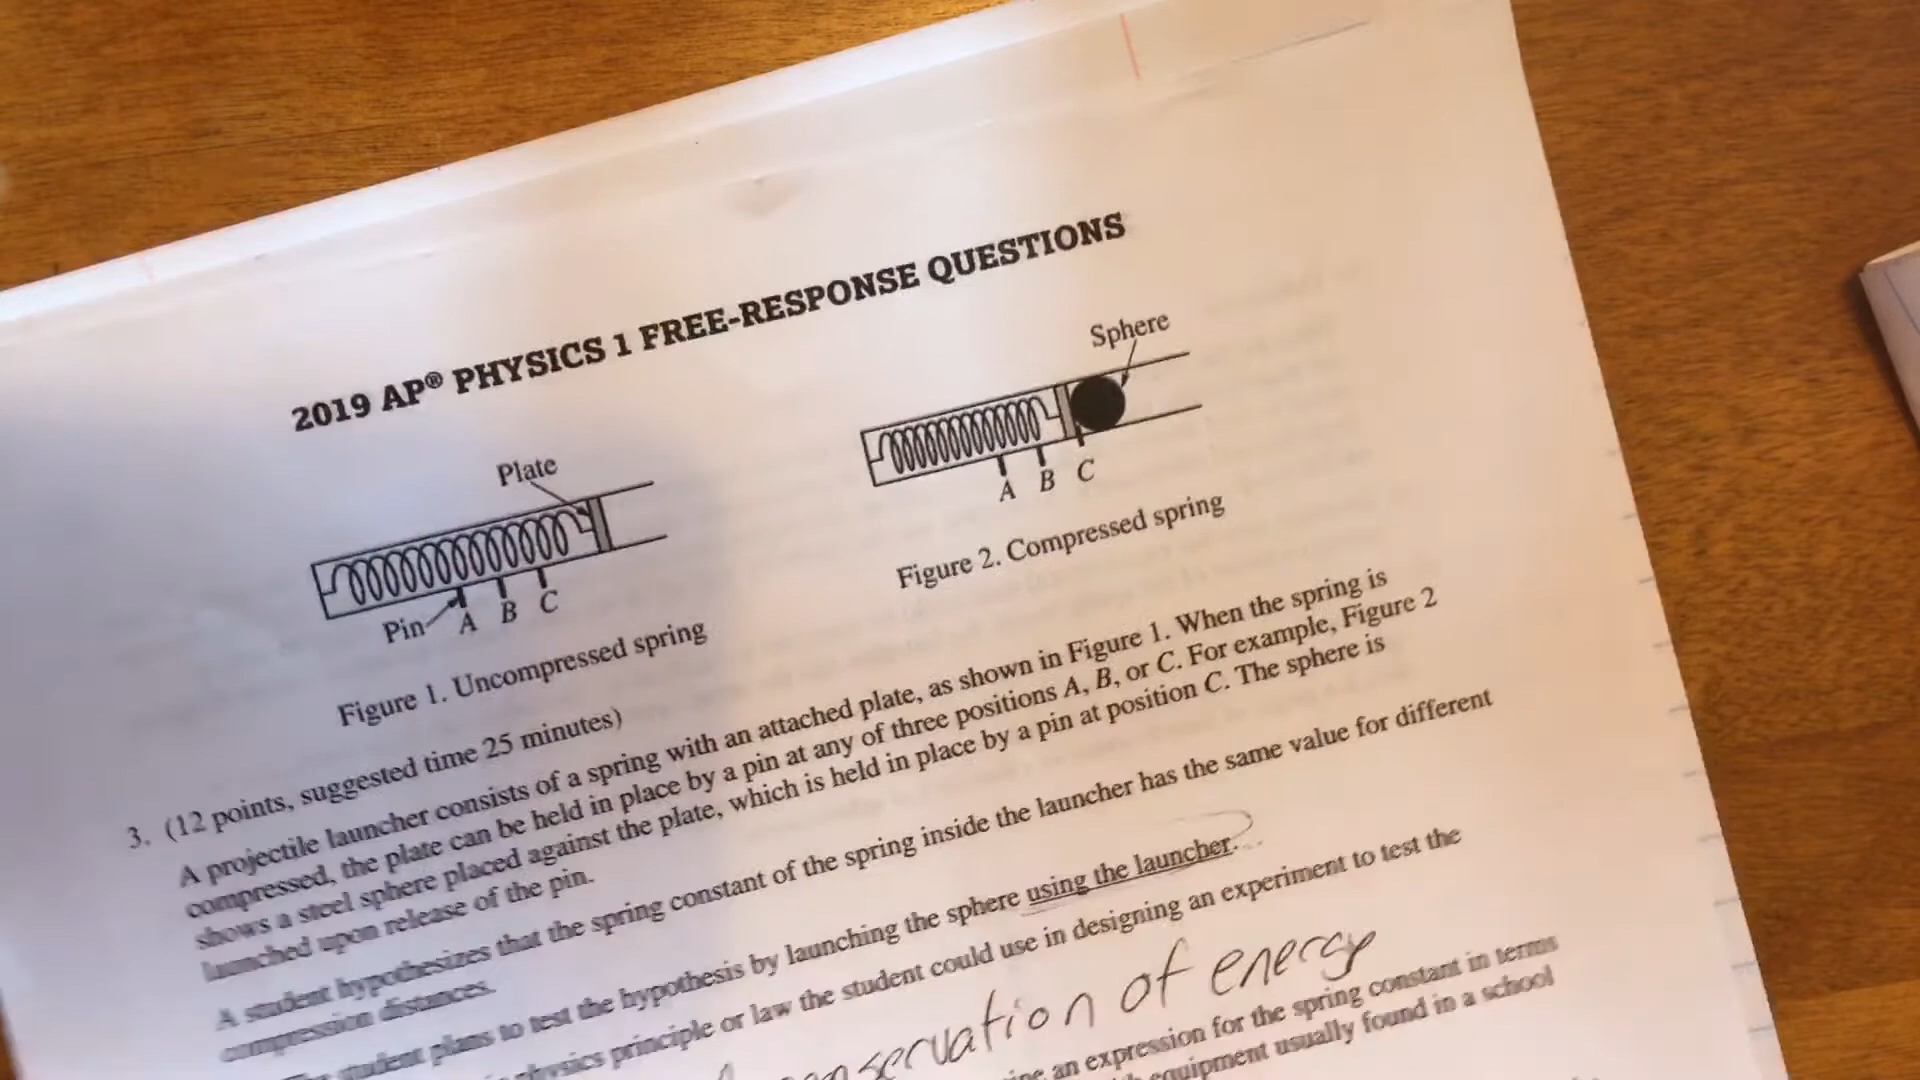 2019 AP® PHYSICS 1 FREE-RESPONSE QUESTIONS
Plate
Pin
A B C
Figure 1. Uncompressed spring
Sphere
A B C
Figure 2. Compressed spring
3. (12 points, suggested time 25 minutes)
A projectile launcher consists of a spring with an attached plate, as shown in Figure 1. When the spring is
compressed, the plate can be held in place by a pin at any of three positions A, B, or C. For example, Figure 2
shows a steel sphere placed against the plate, which is held in place by a pin at position C. The sphere is
launched upon release of the pin.
A student hypothesizes that the spring constant of the spring inside the launcher has the same value for different
compression distances.
student plans to test the hypothesis by launching the sphere using the launcher.
physics principle or law the student could use in designing an experiment to test the
conservation of energy
an expression for the spring constant in terms
equipment usually found in a school